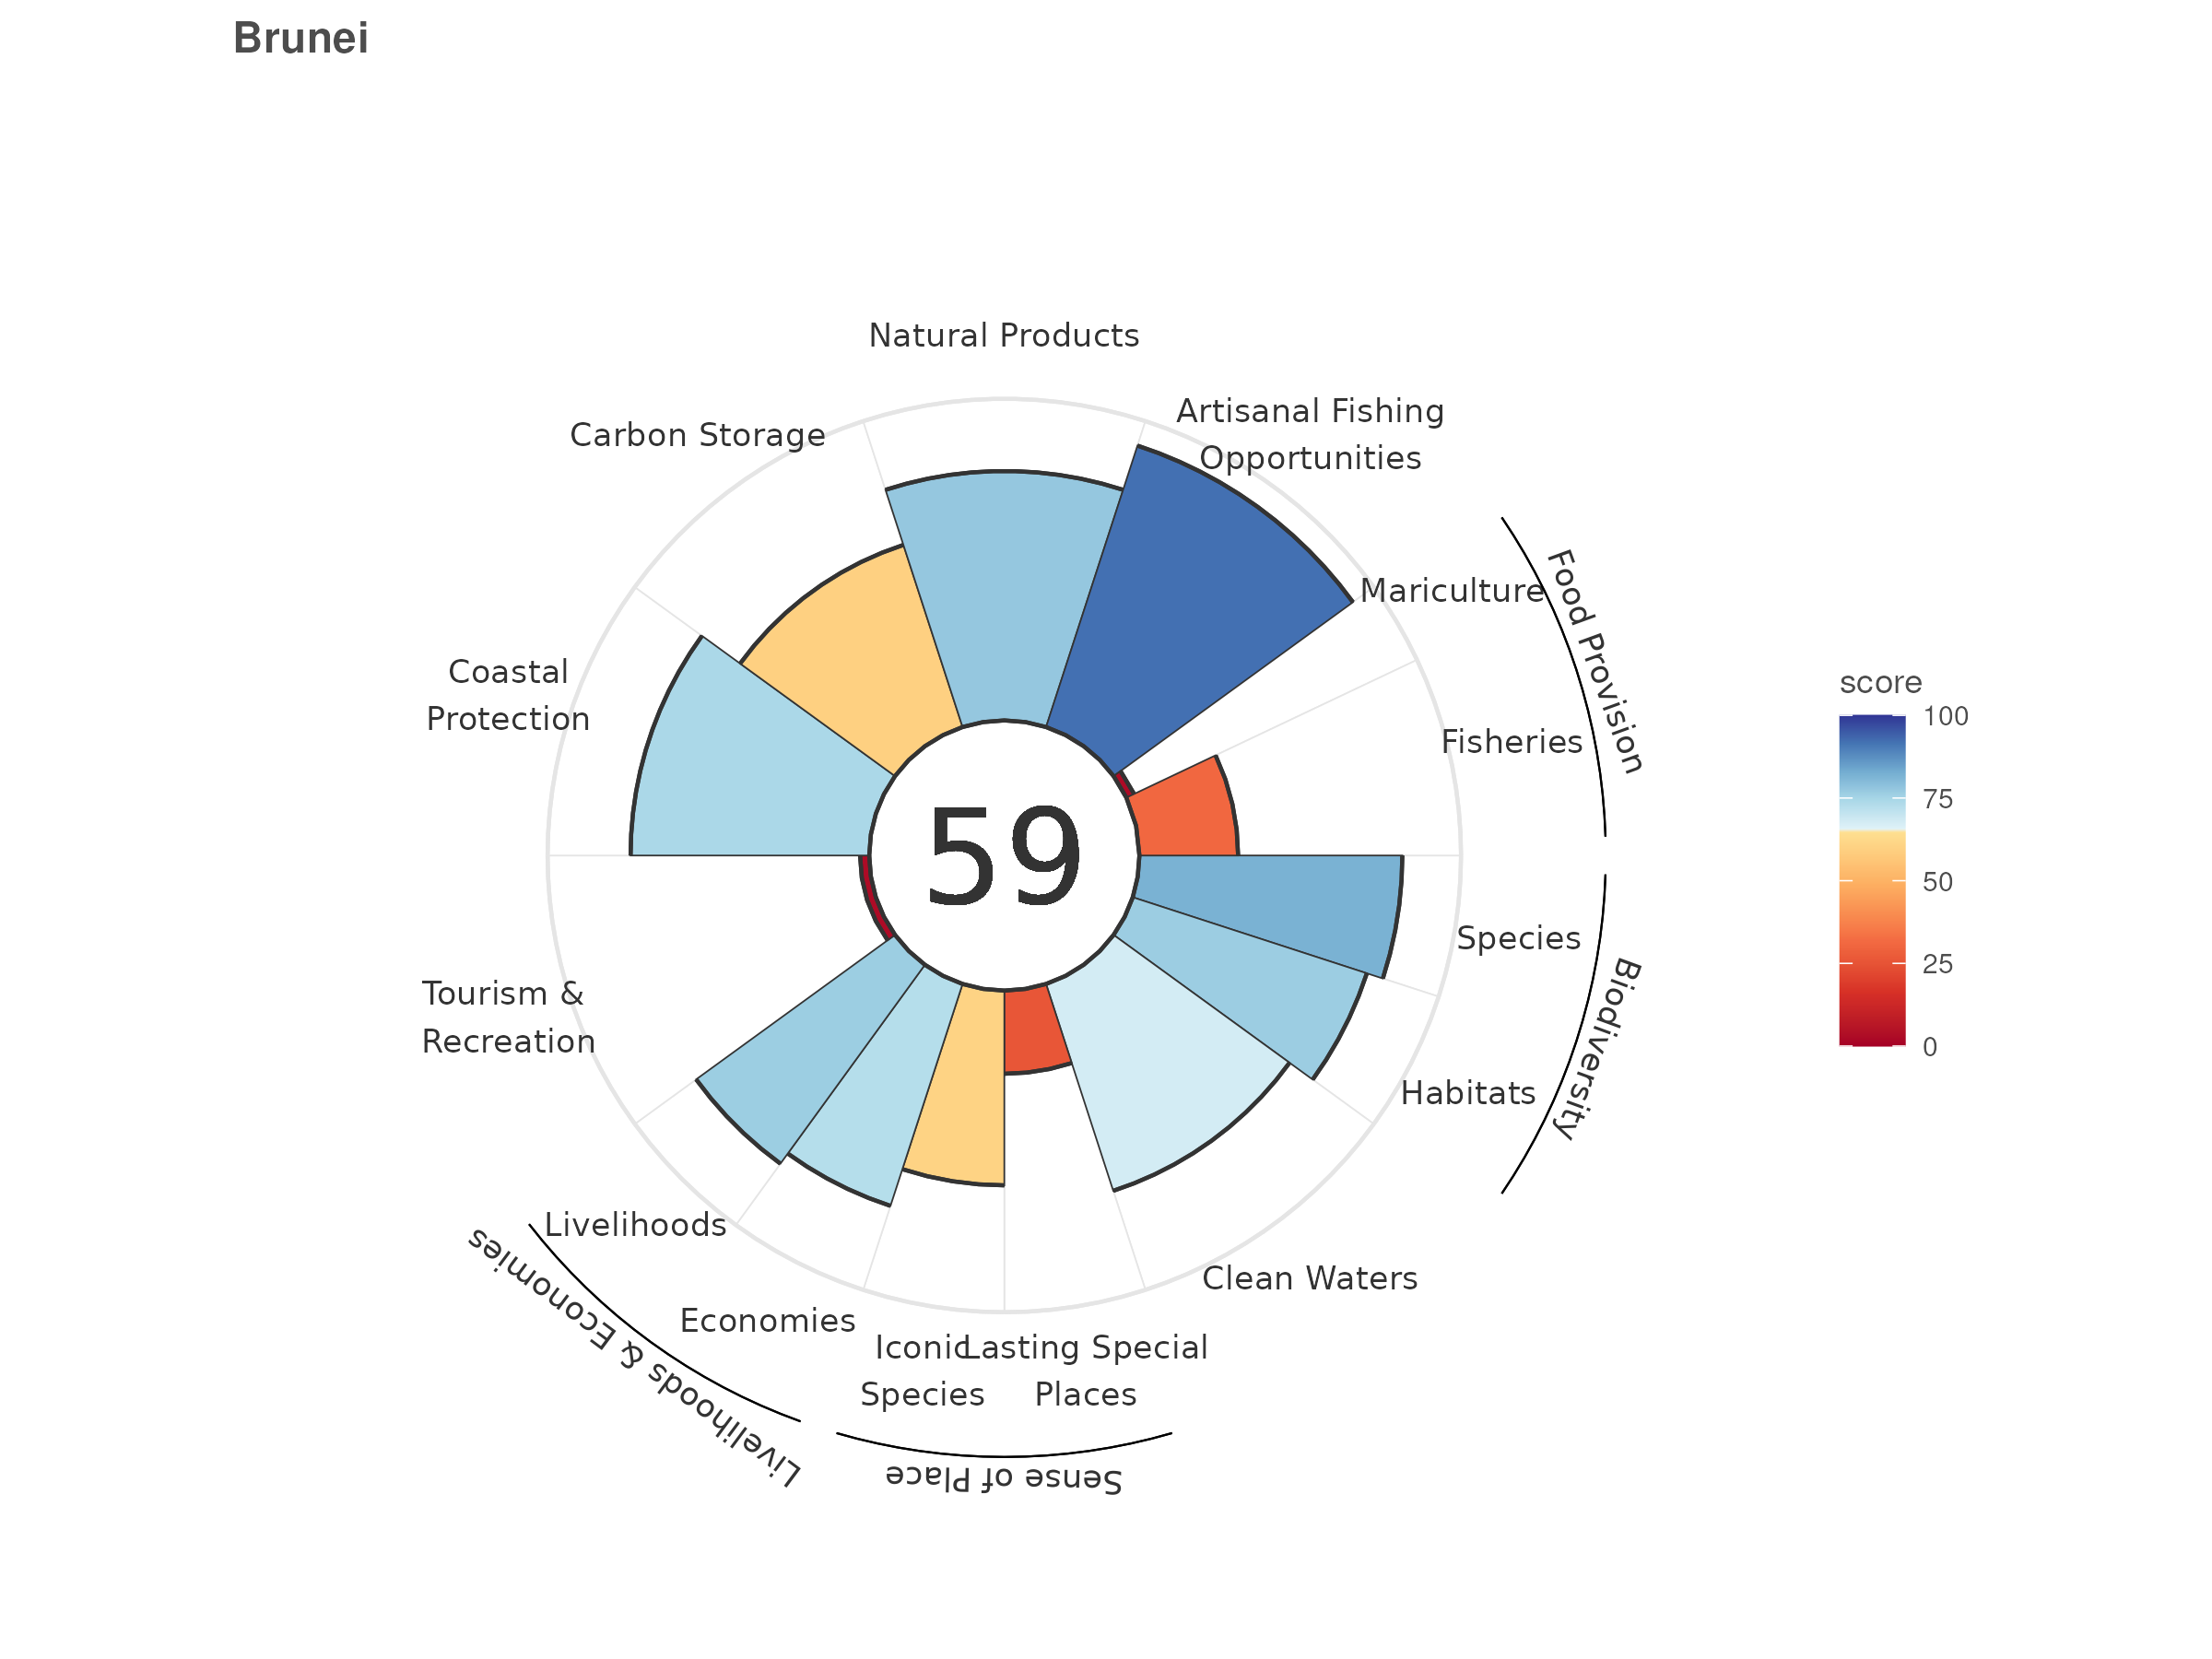 Brunei
Natural Products
Artisanal Fishing
Opportunities
Carbon Storage
Mariculture
Food Provision
Fisheries
Coastal
Protection
score
100
75
50
25
0
59
Species
Biodiversity
Habitats
Tourism &
Recreation
Livelihoods
Livelihoods & Economies
Economies
Clean Waters
Iconic
Species
Lasting Special
Places
Sense of Place